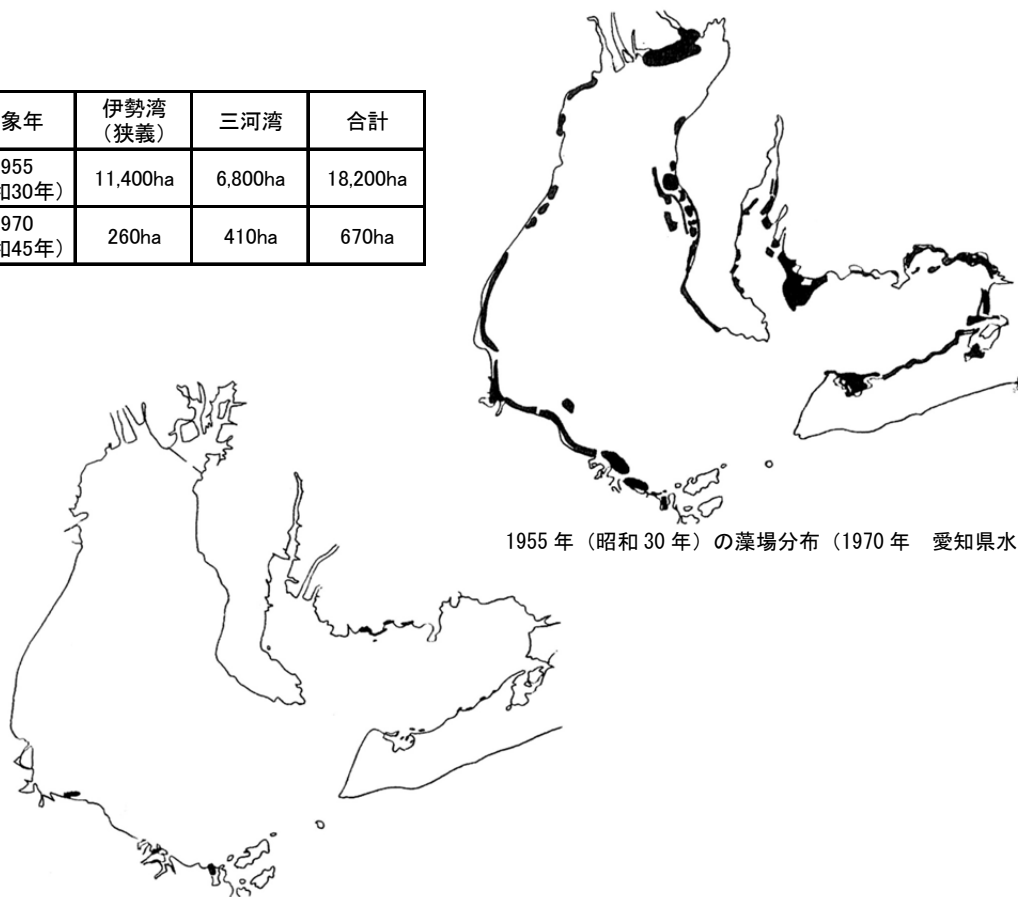 象年
伊勢湾
（狭義）
三河湾
合計
955
和30年）
11,400ha
6,800ha
18,200ha
970
和45年）
260ha
410ha
670ha
1955 年（昭和 30 年）の藻場分布（1970 年　愛知県水